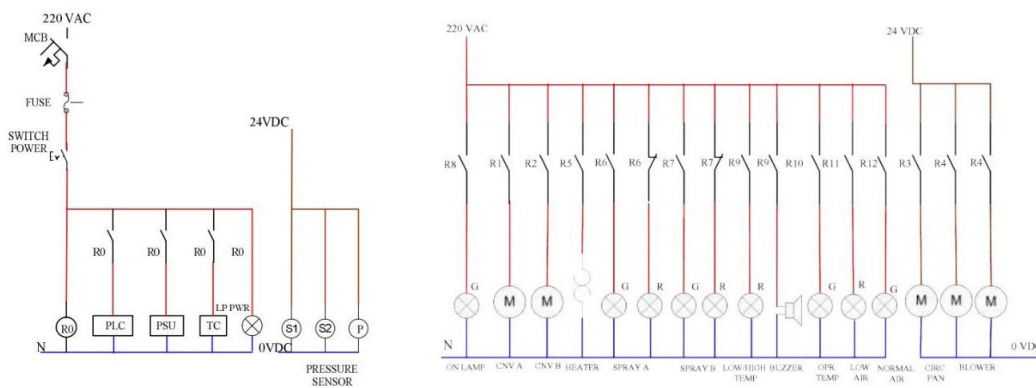 220 VAC
MCB
FUSE
SWITCH
POWER
24VDC
R0 R0 R0 R0
LP PWR
R0 PLC PSU TC S1 S2 P
N 0VDC
PRESSURE
SENSOR
220 VAC 24 VDC
R8 R1 R2 R5 R6 R6 R7 R7 R9 R9 R10 R11 R12 R3 R4 R4
G M M G R G R R G R G M M M
N 0 VDC
ON LAMP CNV A CNV B HEATER SPRAY A SPRAY B LOW/HIGH TEMP BUZZER OPR. TEMP LOW AIR NORMAL AIR CIRC FAN BLOWER